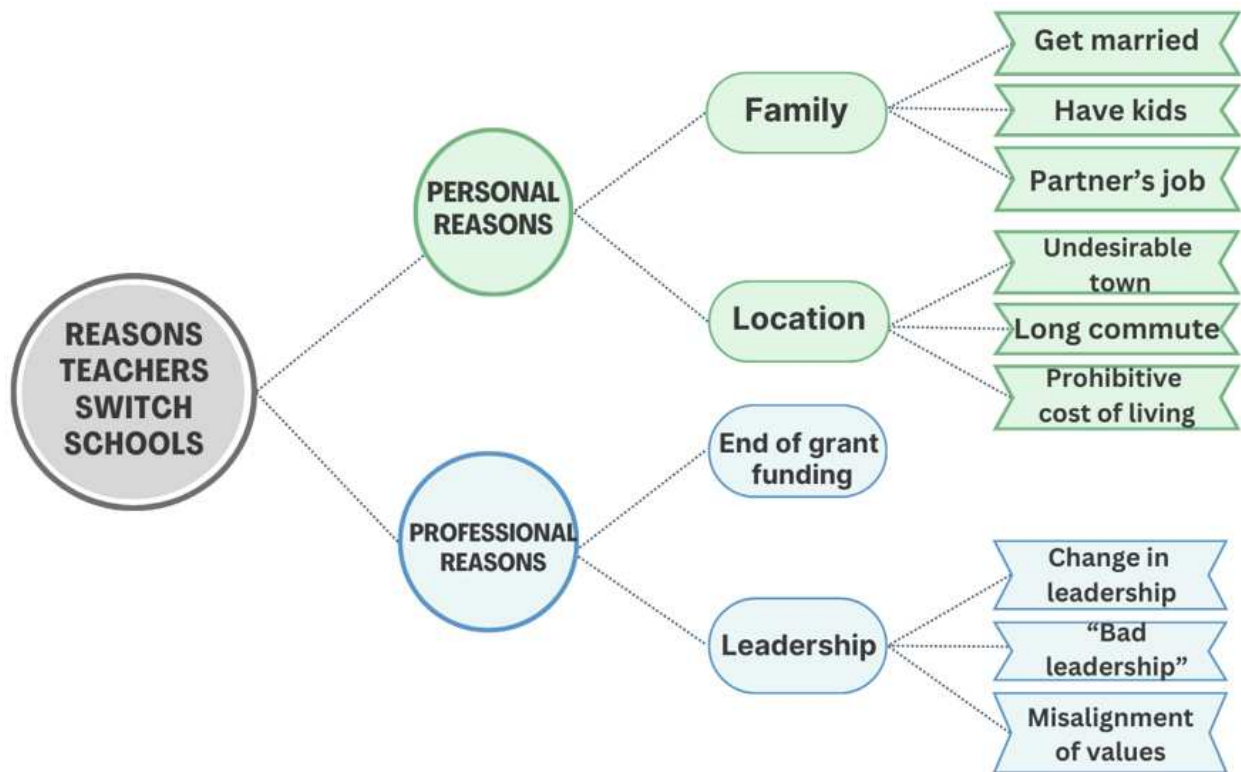 REASONS
TEACHERS
SWITCH
SCHOOLS
PERSONAL
REASONS
Family
Get married
Have kids
Partner’s job
Location
Undesirable
town
Long commute
Prohibitive
cost of living
PROFESSIONAL
REASONS
End of grant
funding
Leadership
Change in
leadership
“Bad
leadership”
Misalignment
of values